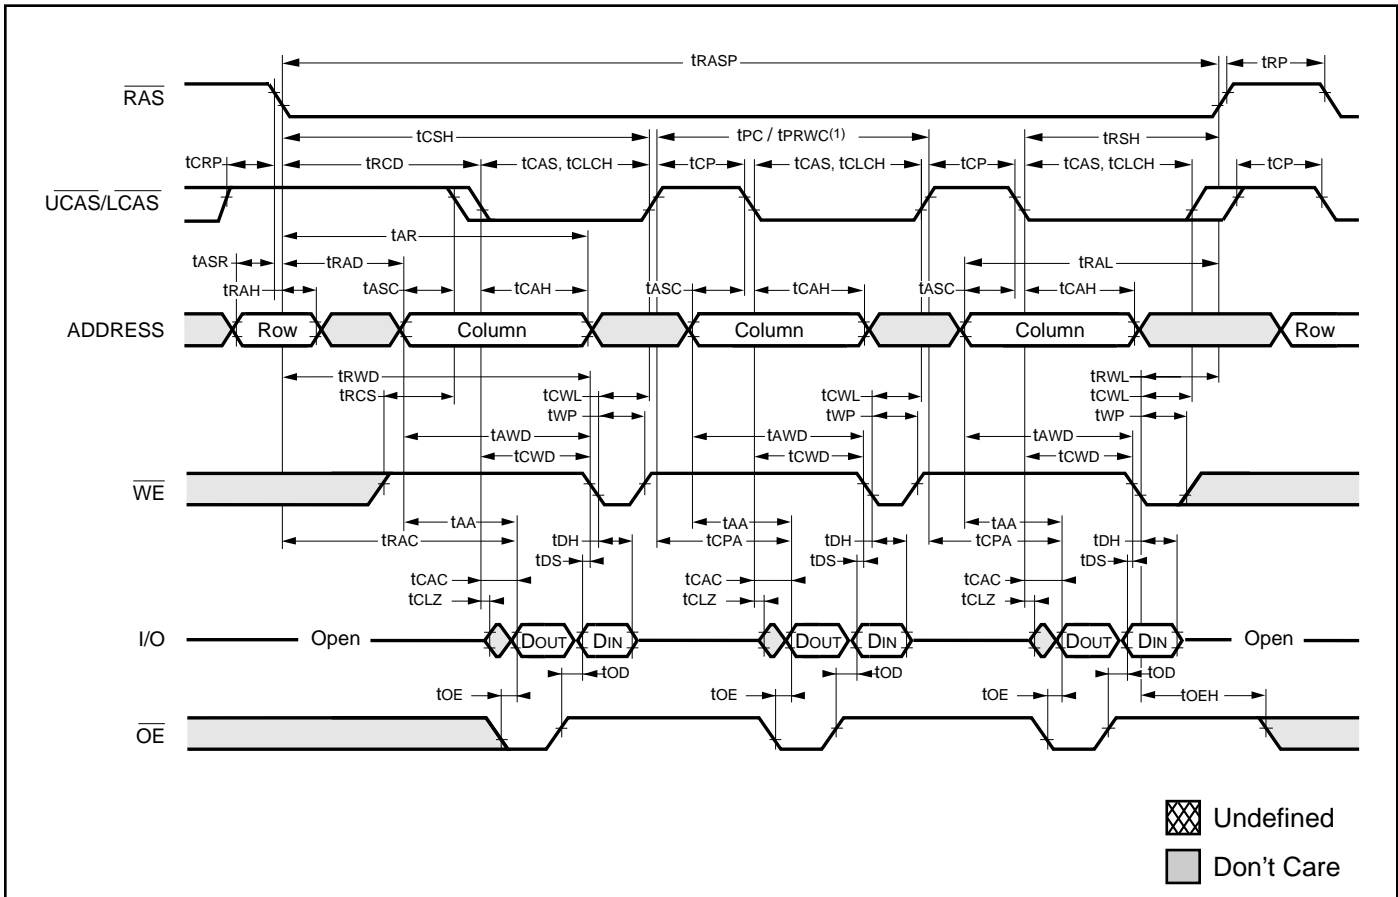 tRASP tRP
RAS
tCSH tPC / tPRWC(1) tRSH
tCRP tRCD tCAS, tCLCH tCP tCAS, tCLCH tCP tCAS, tCLCH tCP
UCAS/LCAS
tAR
tASR tRAD tRAL
tRAH tASC tCAH tASC tCAH tASC tCAH
ADDRESS Row Column Column Column Row
tRWD tRWL
tRCS tCWL tCWL tCWL
tWP tWP tWP
tAWD tAWD tAWD
tCWD tCWD tCWD
WE
tAA tAA tAA
tRAC tDH tCPA tDH tCPA tDH
tDS tDS tDS
tCAC tCAC tCAC
tCLZ tCLZ tCLZ
I/O Open DOUT DIN DOUT DIN DOUT DIN Open
tOD tOD tOD
tOE tOE tOE tOEH
OE
Undefined
Don't Care